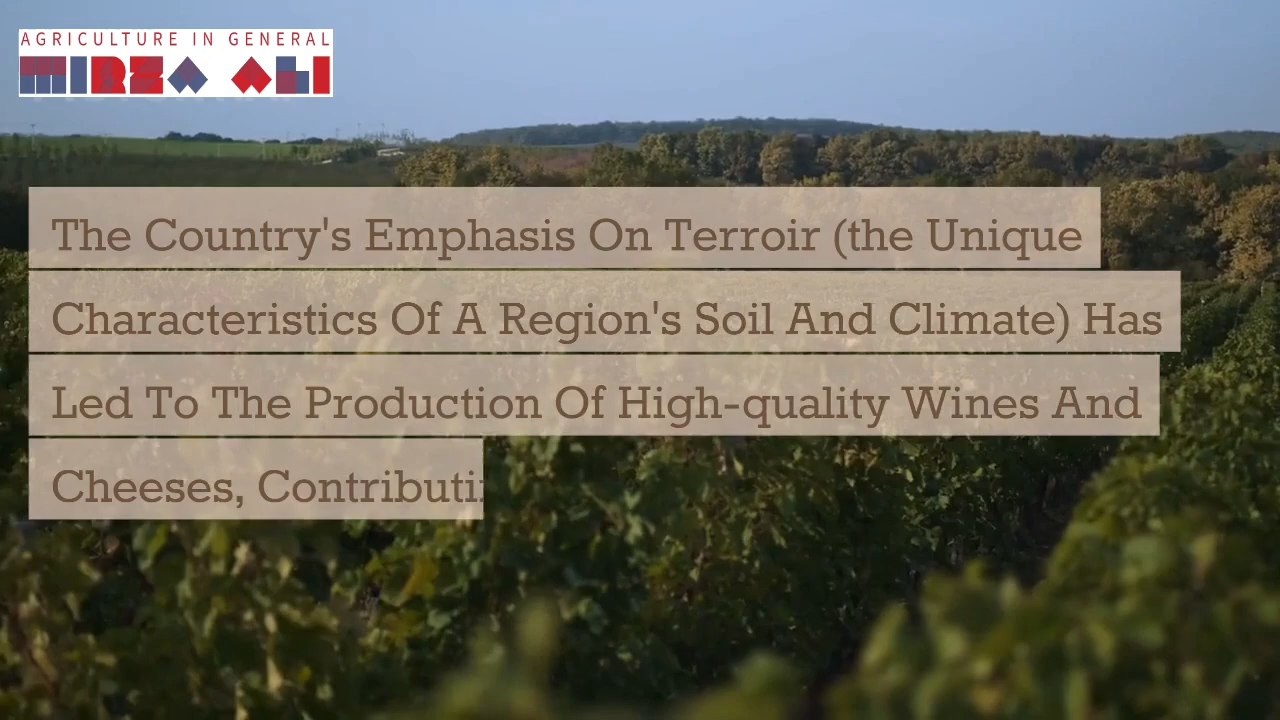 AGRICULTURE IN GENERAL
MIRZA ALI
The Country's Emphasis On Terroir (the Unique
Characteristics Of A Region's Soil And Climate) Has
Led To The Production Of High-quality Wines And
Cheeses, Contributi